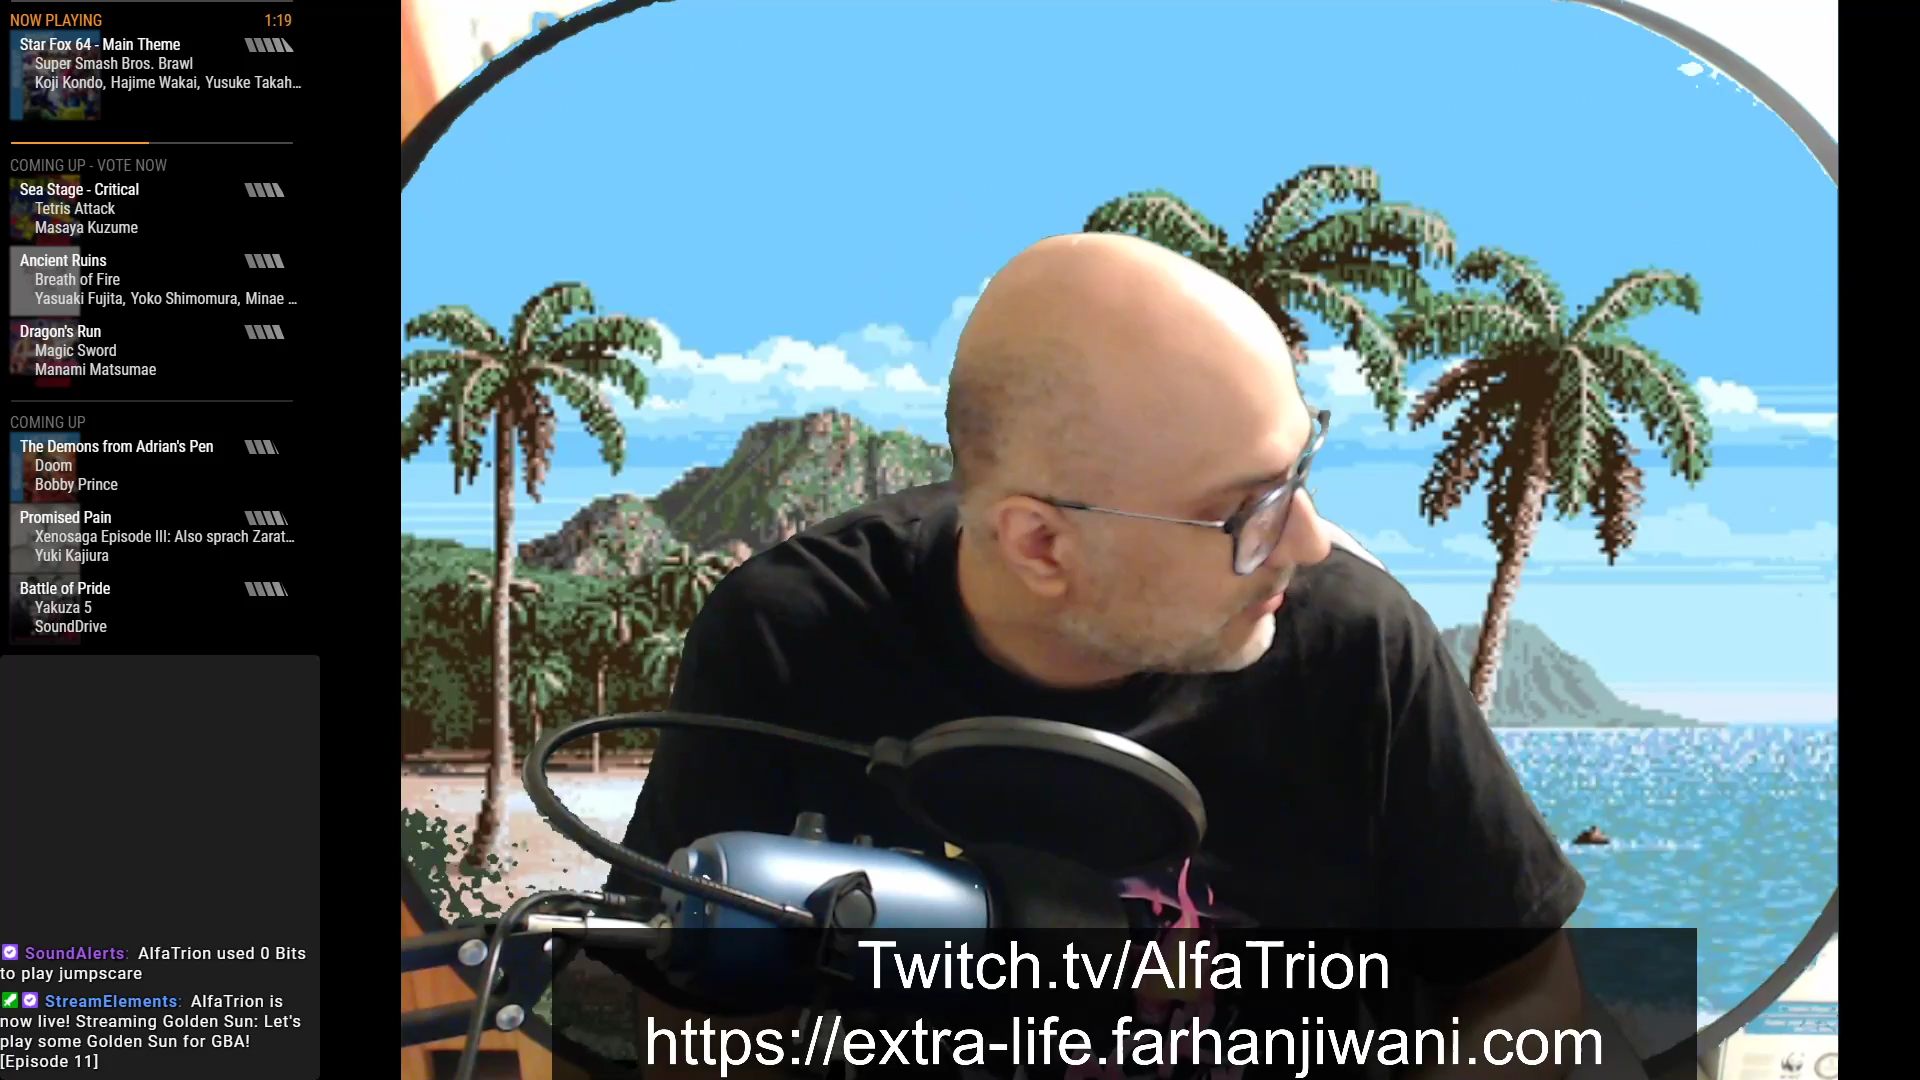 NOW PLAYING 1:19
Star Fox 64 - Main Theme
Super Smash Bros. Brawl
Koji Kondo, Hajime Wakai, Yusuke Takah...
COMING UP - VOTE NOW
Sea Stage - Critical
Tetris Attack
Masaya Kuzume
Ancient Ruins
Breath of Fire
Yasuaki Fujita, Yoko Shimomura, Minae ...
Dragon's Run
Magic Sword
Manami Matsumae
COMING UP
The Demons from Adrian's Pen
Doom
Bobby Prince
Promised Pain
Xenosaga Episode III: Also sprach Zarat...
Yuki Kajiura
Battle of Pride
Yakuza 5
SoundDrive
SoundAlerts: AlfaTrion used 0 Bits
to play jumpscare
StreamElements: AlfaTrion is
now live! Streaming Golden Sun: Let's
play some Golden Sun for GBA!
[Episode 11]
Twitch.tv/AlfaTrion
https://extra-life.farhanjiwani.com